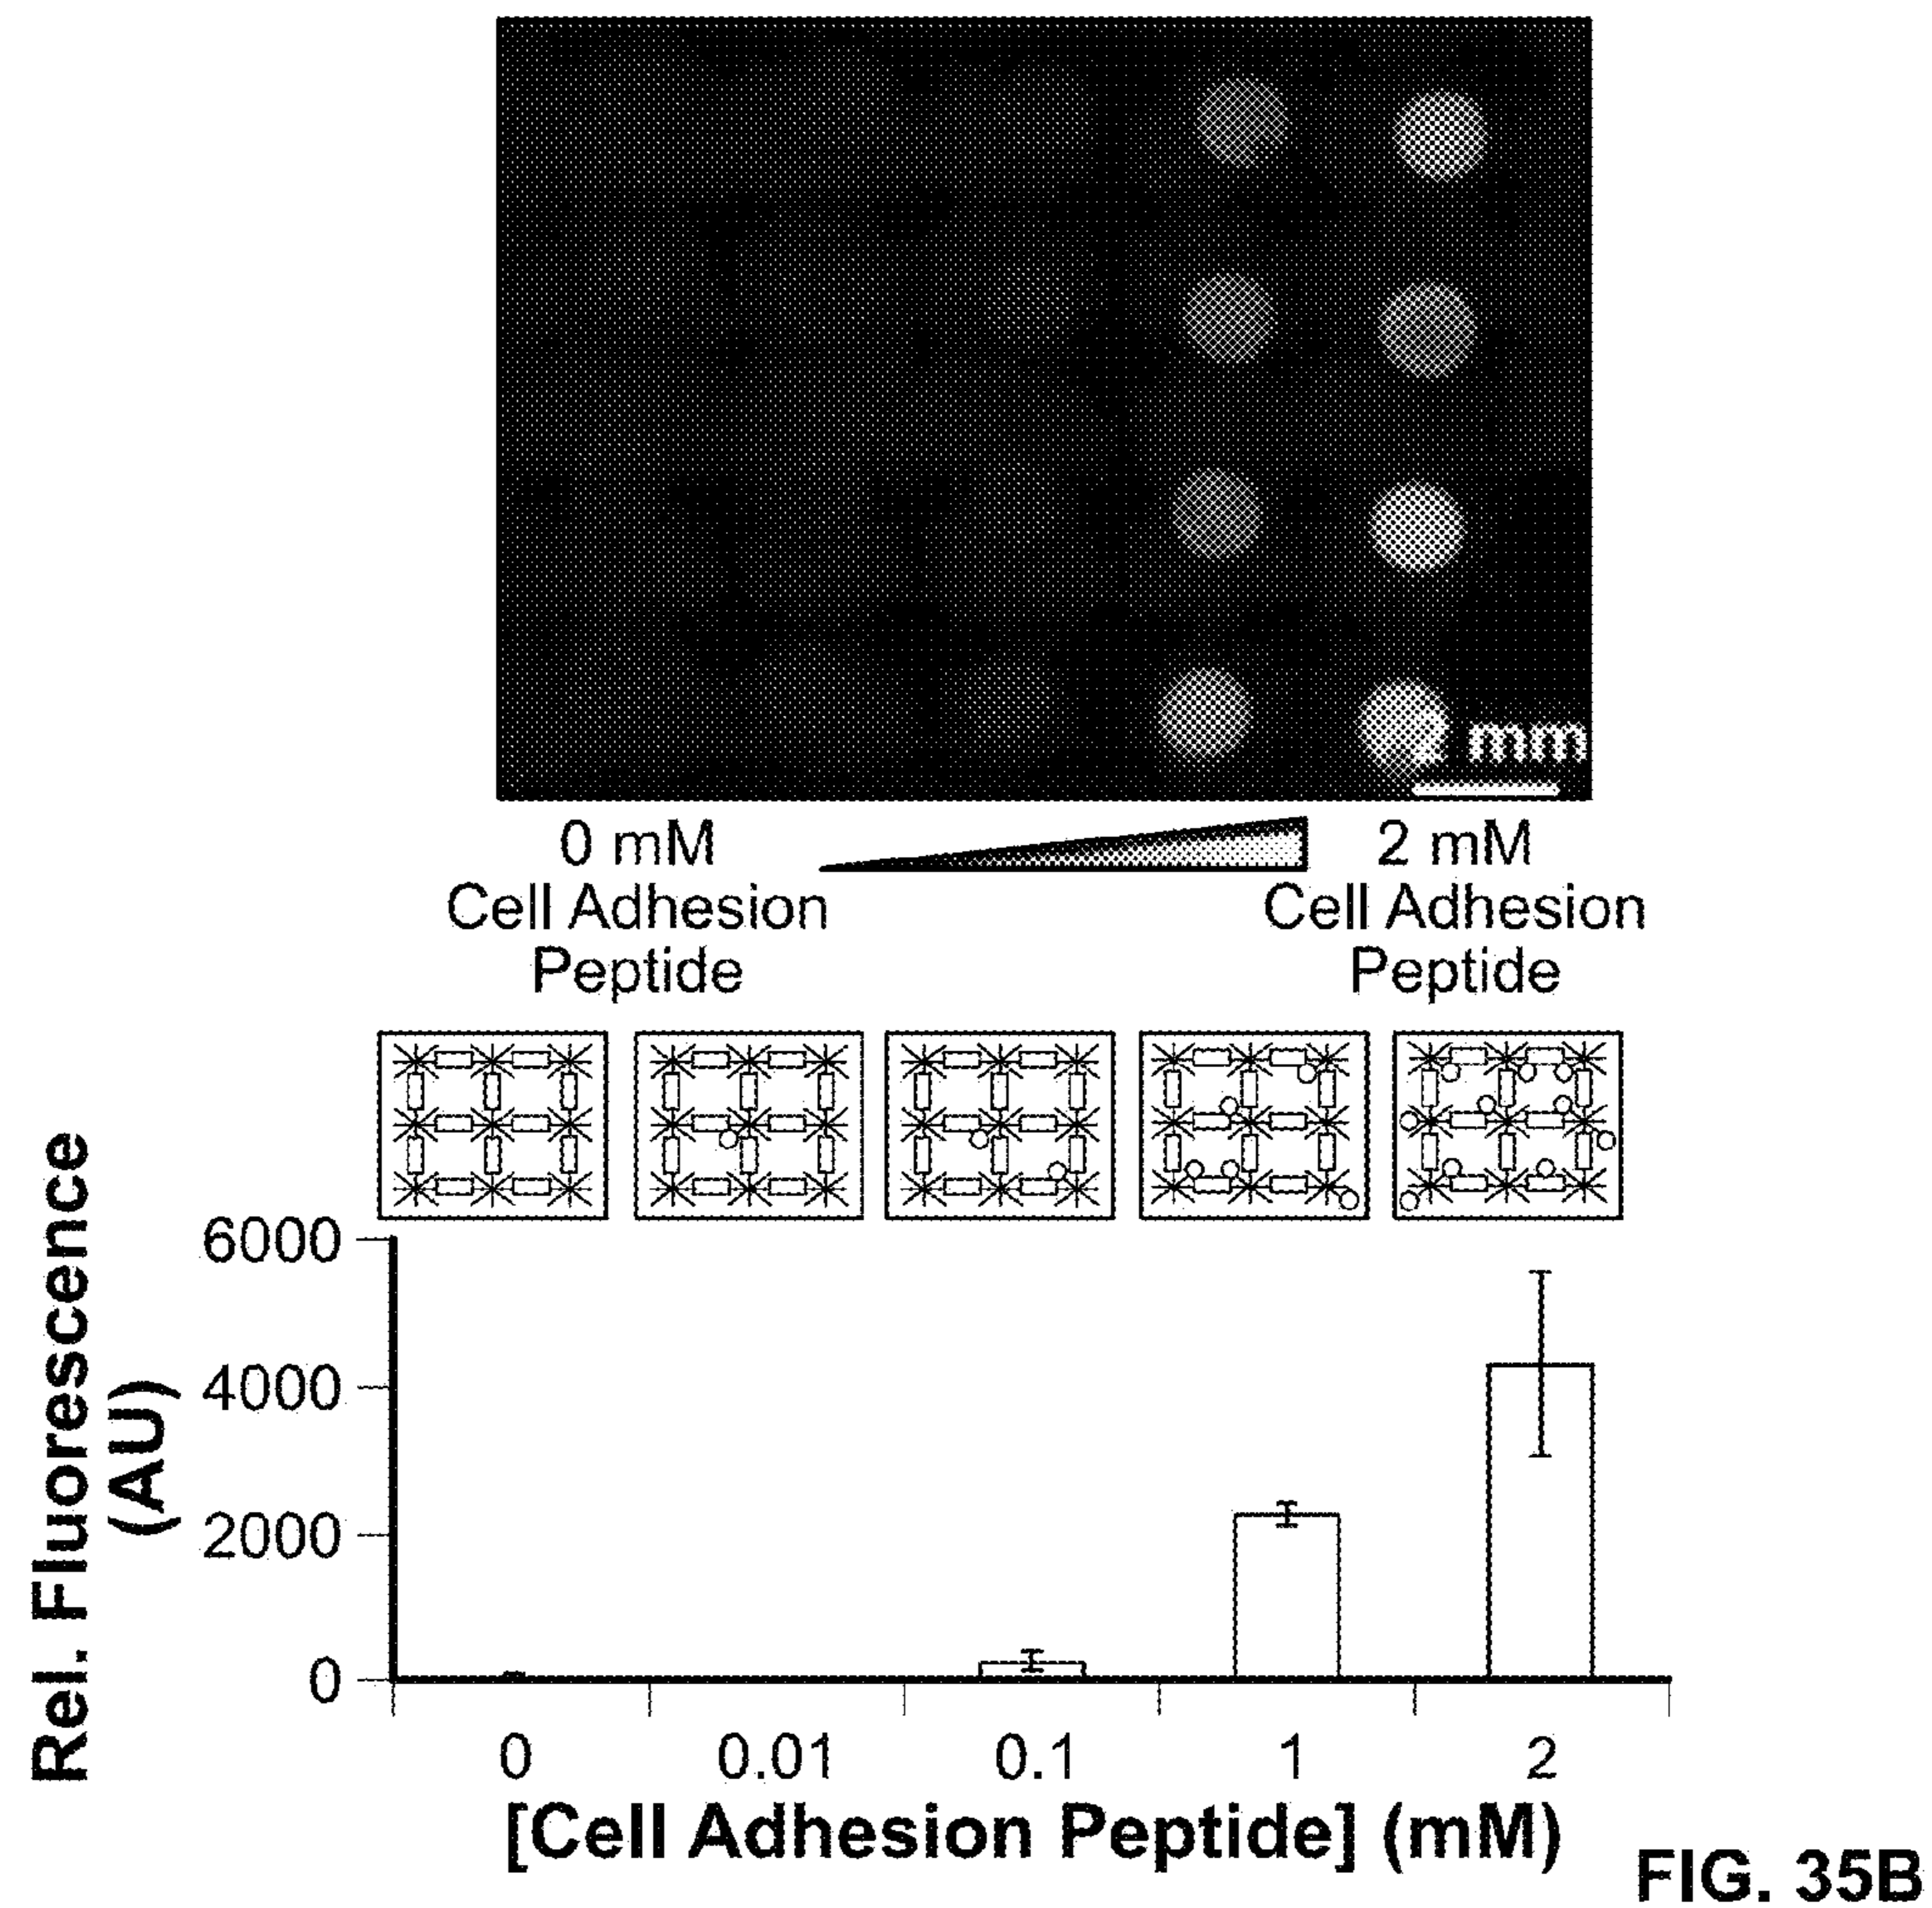 mm
0 mM
2 mM
Cell Adhesion
Cell Adhesion
Peptide
Peptide
Rel. Fluorescence
(AU)
6000
4000
2000
0
0 0.01 0.1 1 2
[Cell Adhesion Peptide] (mM)
FIG. 35B